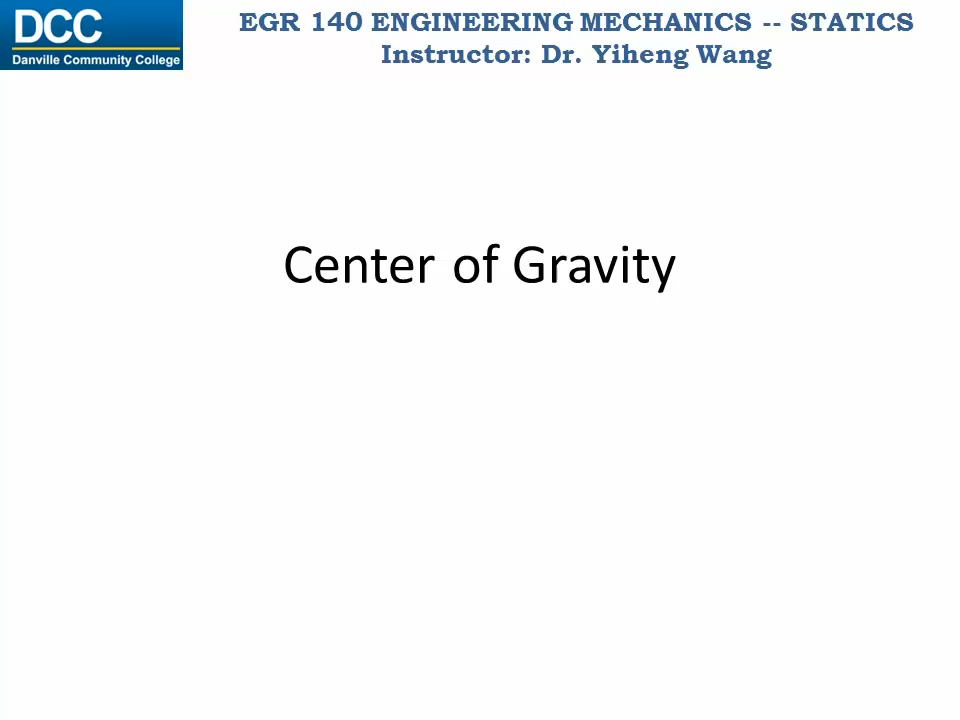 DCC
Danville Community College
EGR 140 ENGINEERING MECHANICS -- STATICS
Instructor: Dr. Yiheng Wang
Center of Gravity